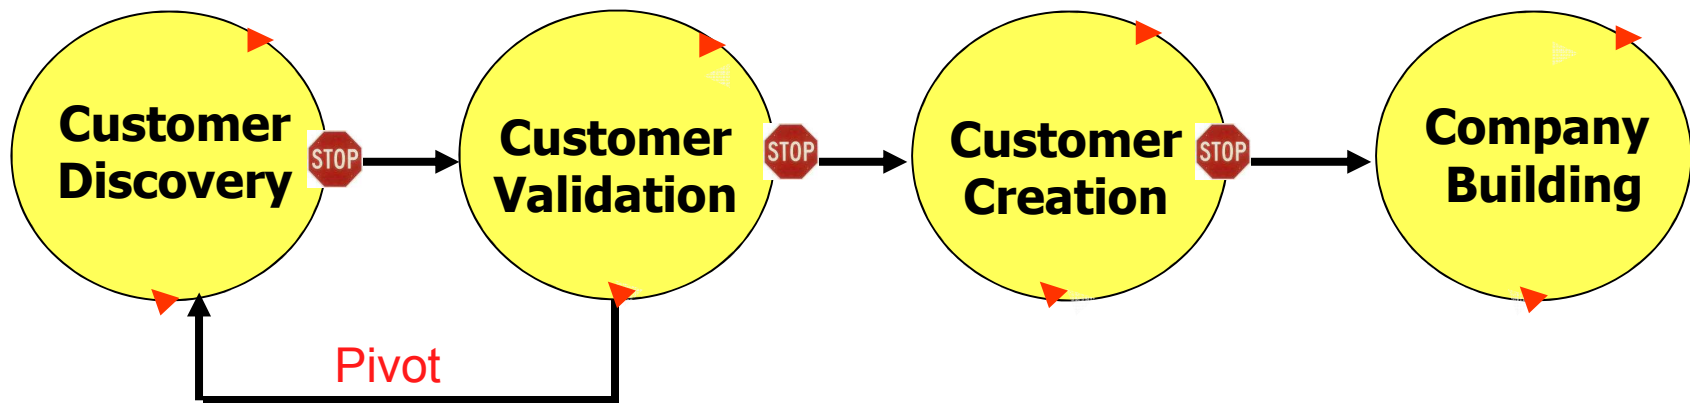 Customer
Discovery
STOP
Customer
Validation
STOP
Customer
Creation
STOP
Company
Building
Pivot